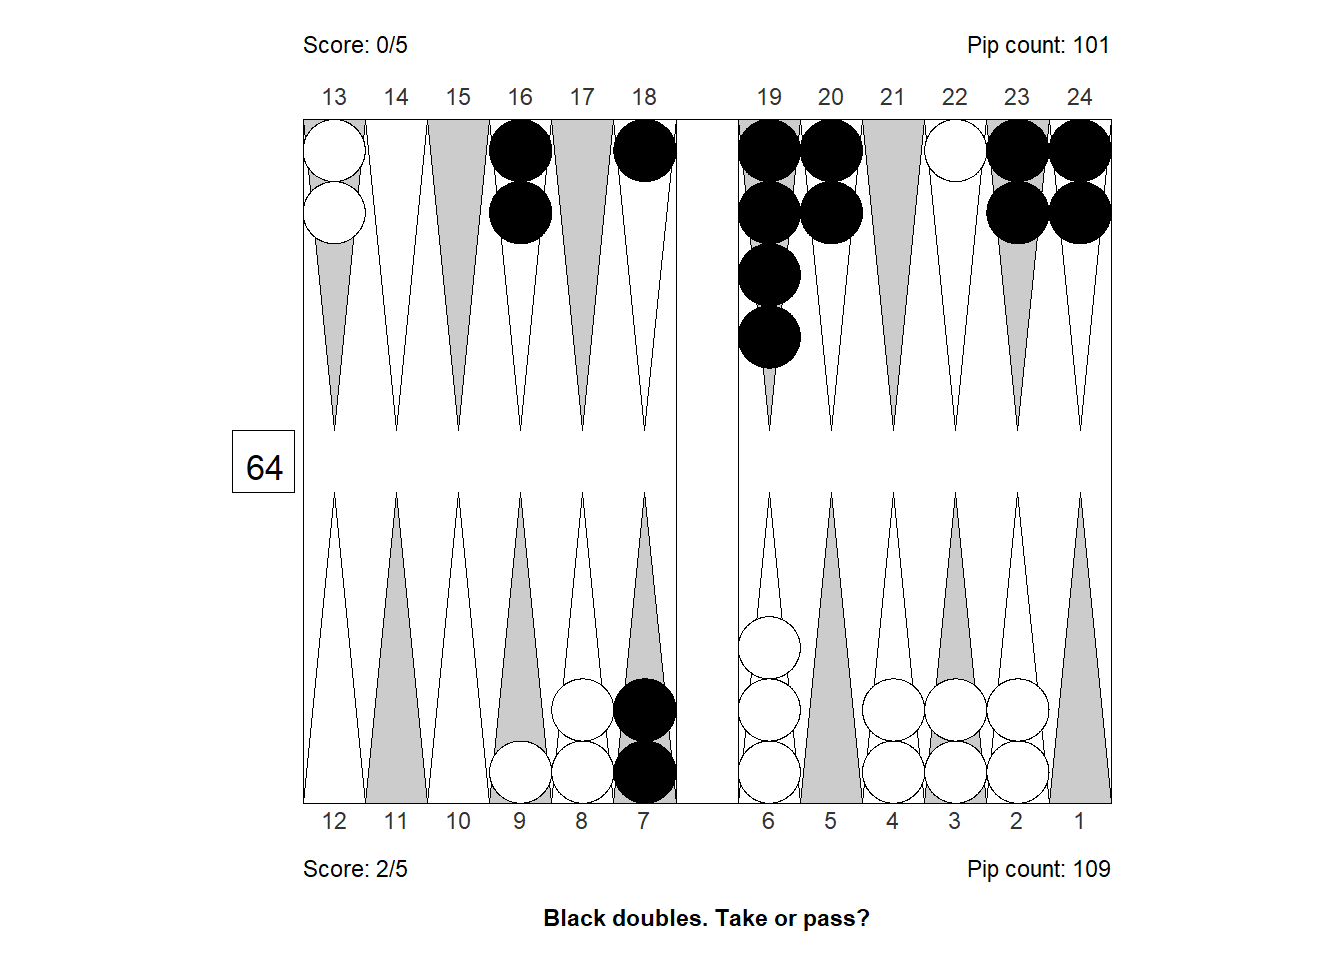 Score: 0/5 Pip count: 101
13 14 15 16 17 18 19 20 21 22 23 24
64
12 11 10 9 8 7 6 5 4 3 2 1
Score: 2/5 Pip count: 109
Black doubles. Take or pass?